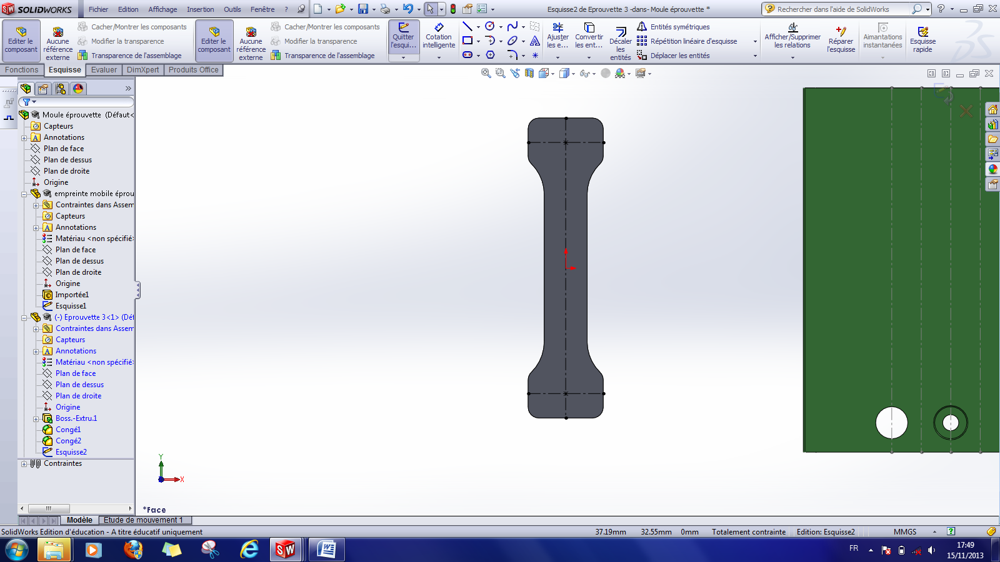 SOLIDWORKS Fichier Edition Affichage Insertion Outils Fenêtre ? Esquisse2 de Eprouvette 3 -dans- Moule éprouvette * Rechercher dans l'aide de SolidWorks
Editer le composant
Aucune référence externe
Cacher/Montrer les composants
Modifier la transparence
Transparence de l'assemblage
Editer le composant
Aucune référence externe
Cacher/Montrer les composants
Modifier la transparence
Transparence de l'assemblage
Quitter l'esqui...
Cotation intelligente
Ajuster les e...
Convertir les ent...
Décaler les entités
Entités symétriques
Répétition linéaire d'esquisse
Déplacer les entités
Afficher/Supprimer les relations
Réparer l'esquisse
Aimantations instantanées
Esquisse rapide
Fonctions Esquisse Evaluer DimXpert Produits Office
Moule éprouvette (Défaut<
Capteurs
Annotations
Plan de face
Plan de dessus
Plan de droite
Origine
empreinte mobile éprou
Contraintes dans Assem
Capteurs
Annotations
Matériau <non spécifié>
Plan de face
Plan de dessus
Plan de droite
Origine
Importée1
Esquisse1
(-) Eprouvette 3<1> (Déf
Contraintes dans Assem
Capteurs
Annotations
Matériau <non spécifié>
Plan de face
Plan de dessus
Plan de droite
Origine
Boss.-Extru.1
Congé1
Congé2
Esquisse2
Contraintes
Y
X
*Face
Modèle Etude de mouvement 1
SolidWorks Edition d'éducation - A titre éducatif uniquement 37.19mm 32.55mm 0mm Totalement contrainte Edition: Esquisse2 MMGS
FR 17:49
15/11/2013